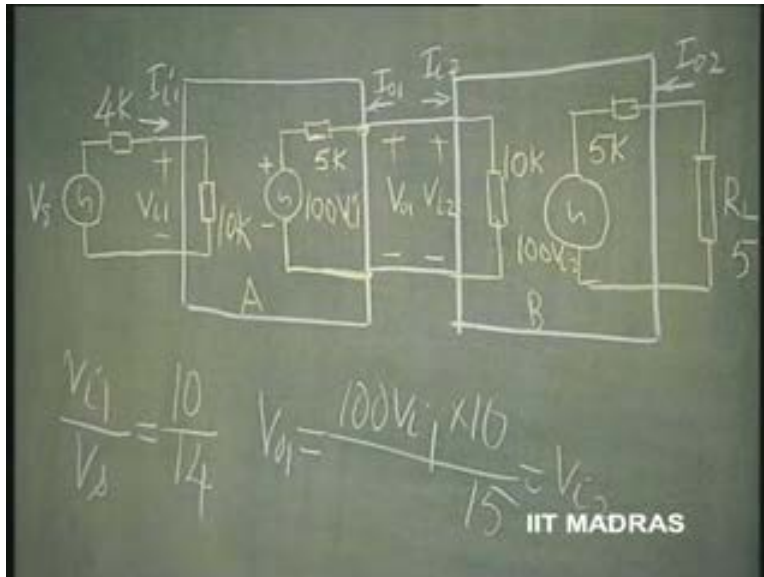 4K Ii1 Io1 Ii2 Io2
+ + 5K + + 10K 5K
Vs Vi1 100Vi1 Vo1 Vi2 RL
- 10K - - - 100Vi2 5
A B
Vi1/Vs = 10/14 Vo1 = 100Vi1 × 10/15 = Vi2
IIT MADRAS